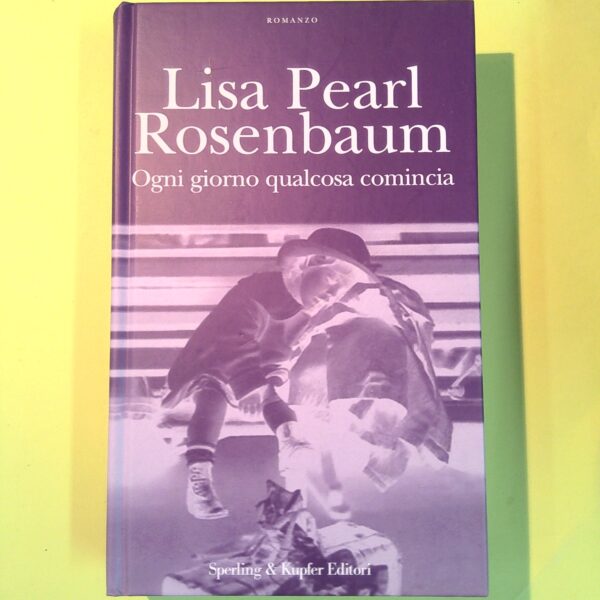 ROMANZO
Lisa Pearl
Rosenbaum
Ogni giorno qualcosa comincia
Sperling & Kupfer Editori